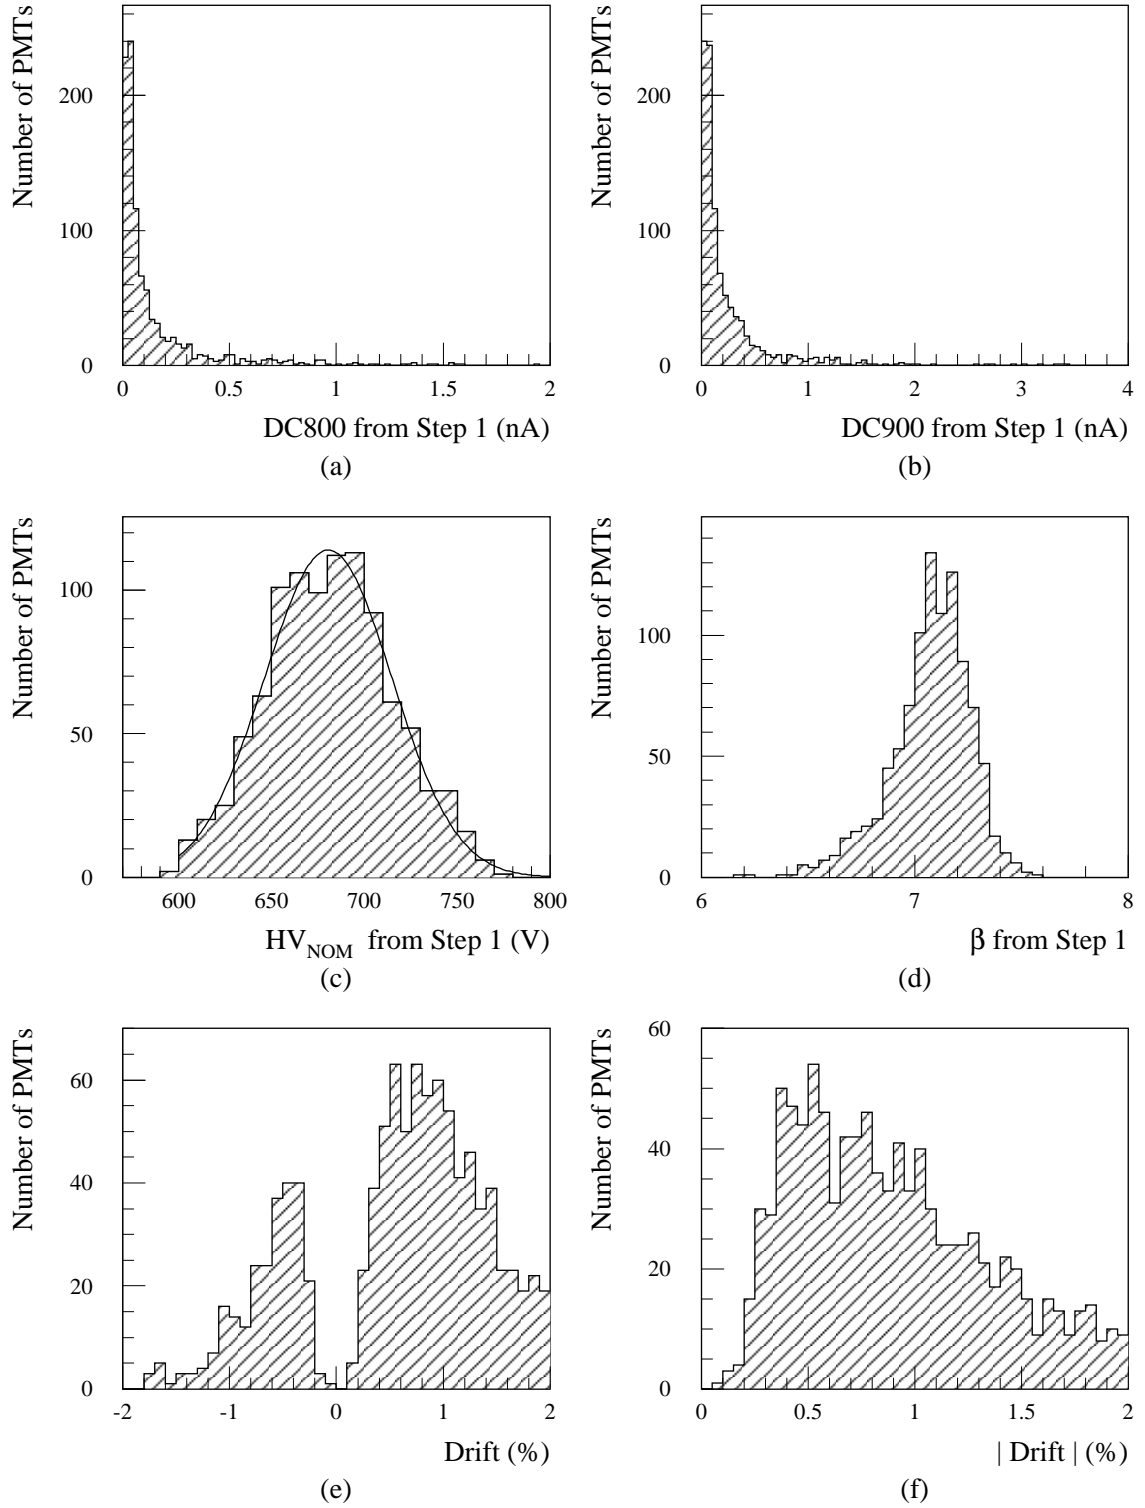 Number of PMTs
200
100
0
0 0.5 1 1.5 2
DC800 from Step 1 (nA)
(a)
Number of PMTs
200
100
0
0 1 2 3 4
DC900 from Step 1 (nA)
(b)
Number of PMTs
100
50
0
600 650 700 750 800
HV_NOM from Step 1 (V)
(c)
Number of PMTs
100
50
0
6 7 8
β from Step 1
(d)
Number of PMTs
60
40
20
0
-2 -1 0 1 2
Drift (%)
(e)
Number of PMTs
60
40
20
0
0 0.5 1 1.5 2
| Drift | (%)
(f)